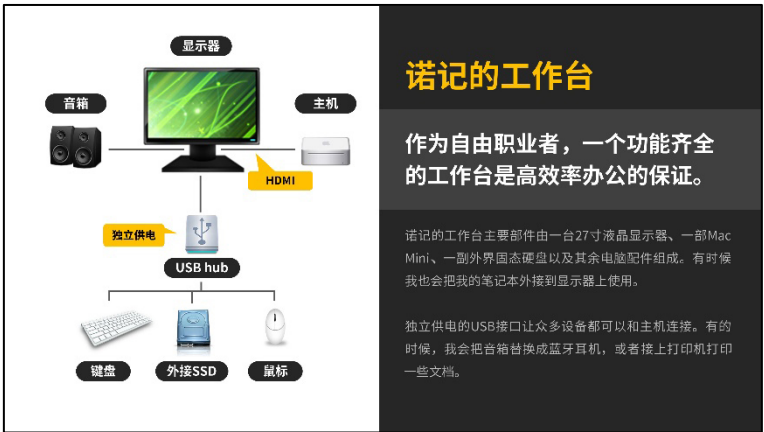 显示器
音箱
主机
HDMI
独立供电
USB hub
键盘
外接SSD
鼠标
诺记的工作台
作为自由职业者，一个功能齐全
的工作台是高效率办公的保证。
诺记的工作台主要部件由一台27寸液晶显示器、一部Mac
Mini、一副外界固态硬盘以及其余电脑配件组成。有时候
我也会把我的笔记本外接到显示器上使用。
独立供电的USB接口让众多设备都可以和主机连接。有的
时候，我会把音箱替换成蓝牙耳机，或者接上打印机打印
一些文档。